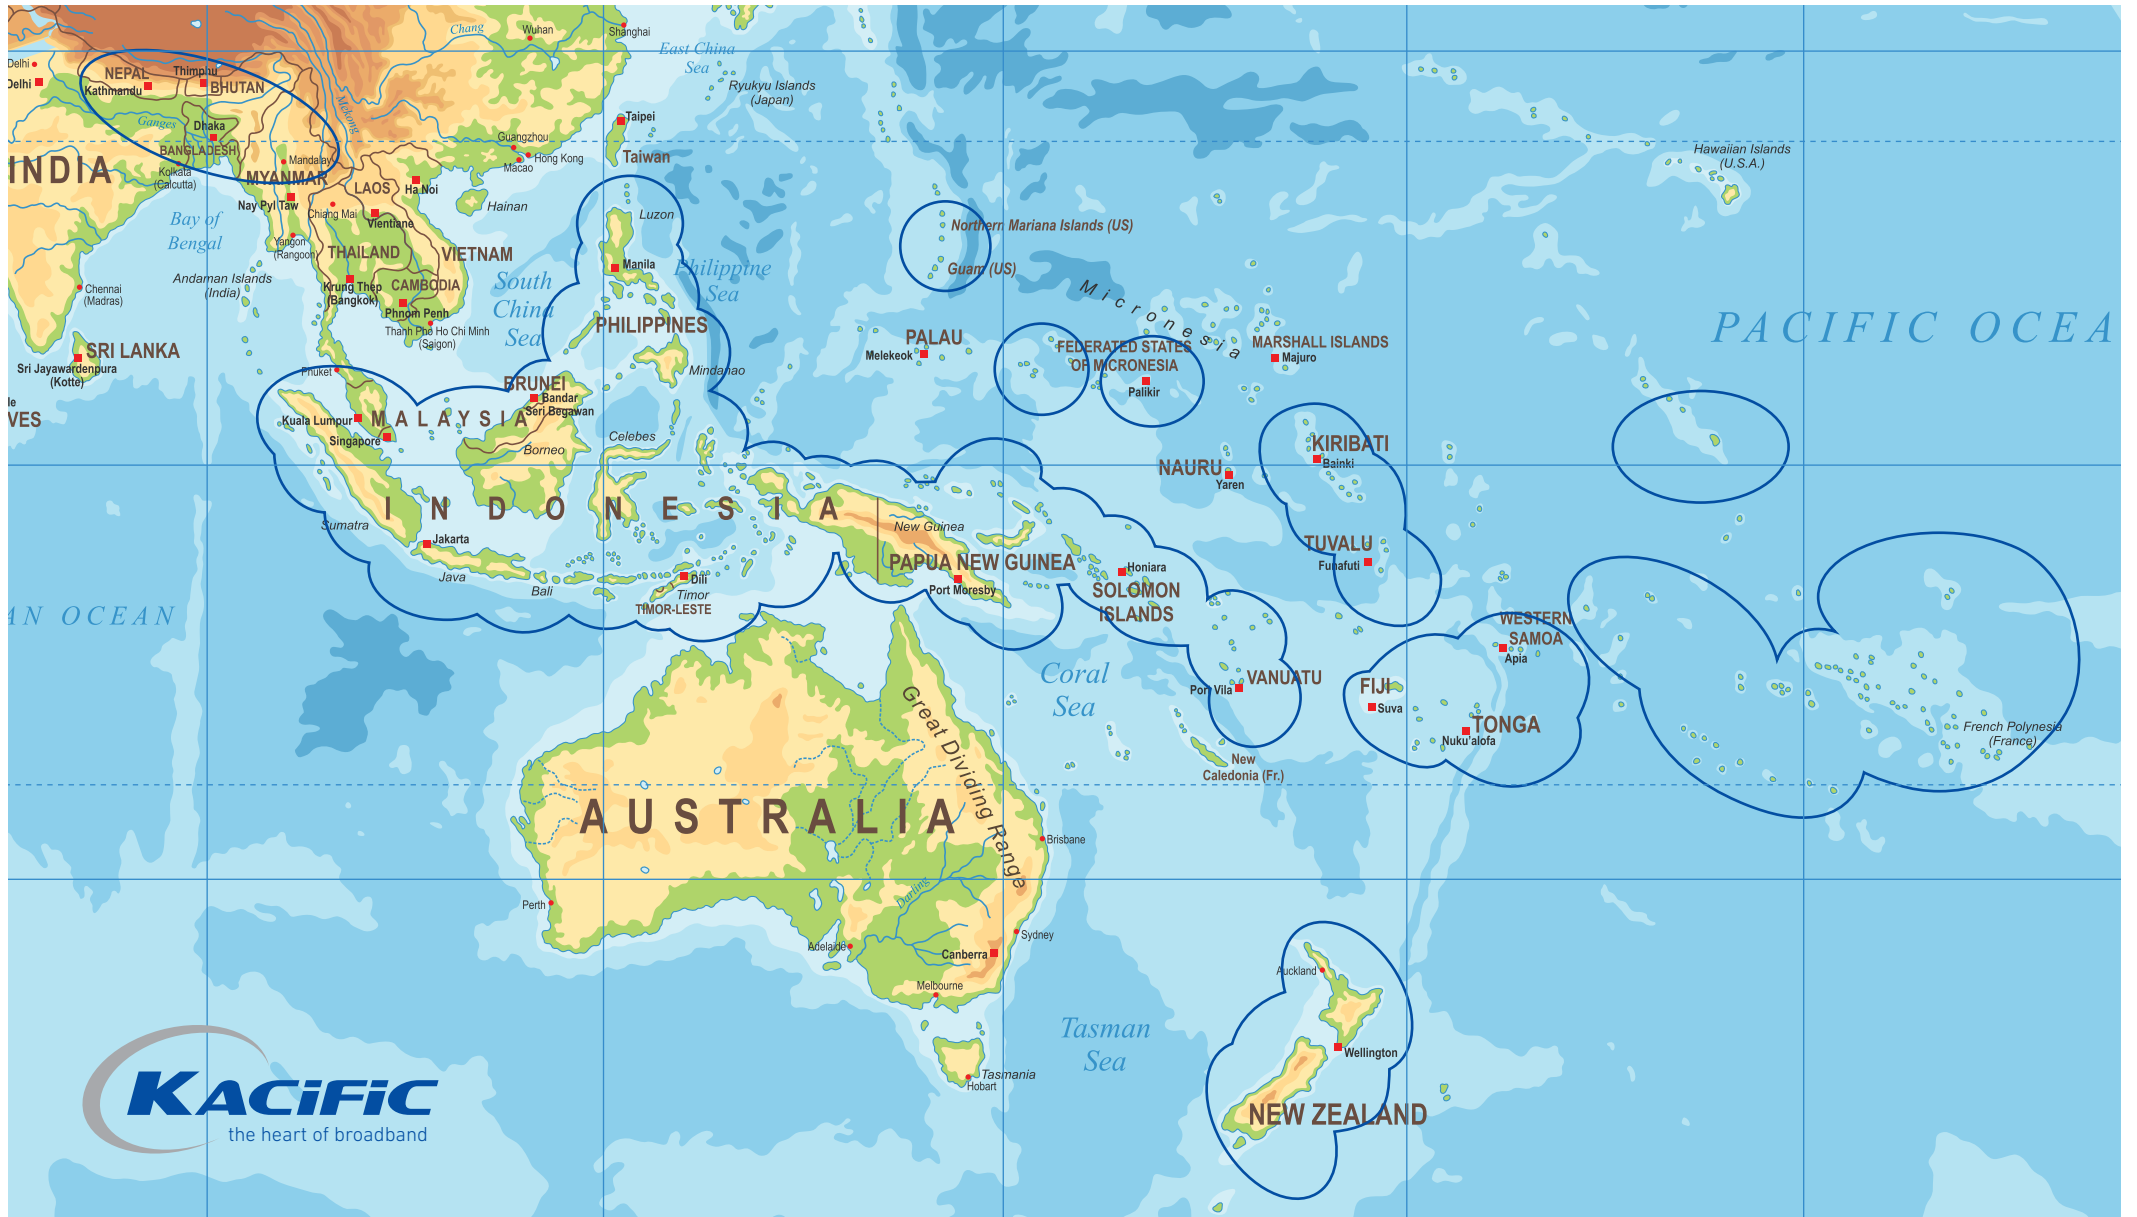 Chang
Wuhan
Shanghai
East China
Sea
Delhi
Delhi
NEPAL
Kathmandu
Thimphu
BHUTAN
Mekong
Ryukyu Islands
(Japan)
Ganges
Dhaka
BANGLADESH
Taipei
Taiwan
Guangzhou
Hong Kong
Macao
Hawaiian Islands
(U.S.A.)
INDIA
Kolkata
(Calcutta)
Mandalay
MYANMAR
Nay Pyl Taw
LAOS
Ha Noi
Chiang Mai
Vientiane
Hainan
Luzon
Bay of
Bengal
Yangon
(Rangoon)
THAILAND
VIETNAM
Northern Mariana Islands (US)
Guam (US)
Manila
Philippine
Sea
South
China
Sea
Andaman Islands
(India)
Chennai
(Madras)
Krung Thep
(Bangkok)
CAMBODIA
Phnom Penh
Thanh Pho Ho Chi Minh
(Saigon)
PHILIPPINES
Micronesia
PACIFIC OCEA
PALAU
Melekeok
FEDERATED STATES
OF MICRONESIA
Palikir
MARSHALL ISLANDS
Majuro
SRI LANKA
Sri Jayawardenpura
(Kotte)
Phuket
Mindanao
BRUNEI
Bandar
Seri Begawan
le
VES
Kuala Lumpur
MALAYSIA
Singapore
Celebes
Borneo
KIRIBATI
Bainki
NAURU
Yaren
INDONESIA
Sumatra
Jakarta
New Guinea
Java
Bali
Dili
Timor
TIMOR-LESTE
PAPUA NEW GUINEA
Port Moresby
Honiara
SOLOMON
ISLANDS
TUVALU
Funafuti
AN OCEAN
WESTERN
SAMOA
Apia
Coral
Sea
Port Vila
VANUATU
FIJI
Suva
TONGA
Nuku'alofa
French Polynesia
(France)
New
Caledonia (Fr.)
Great Dividing Range
AUSTRALIA
Brisbane
Darling
Perth
Adelaide
Sydney
Canberra
Melbourne
Auckland
Tasman
Sea
Wellington
Tasmania
Hobart
NEW ZEALAND
KACIFIC
the heart of broadband